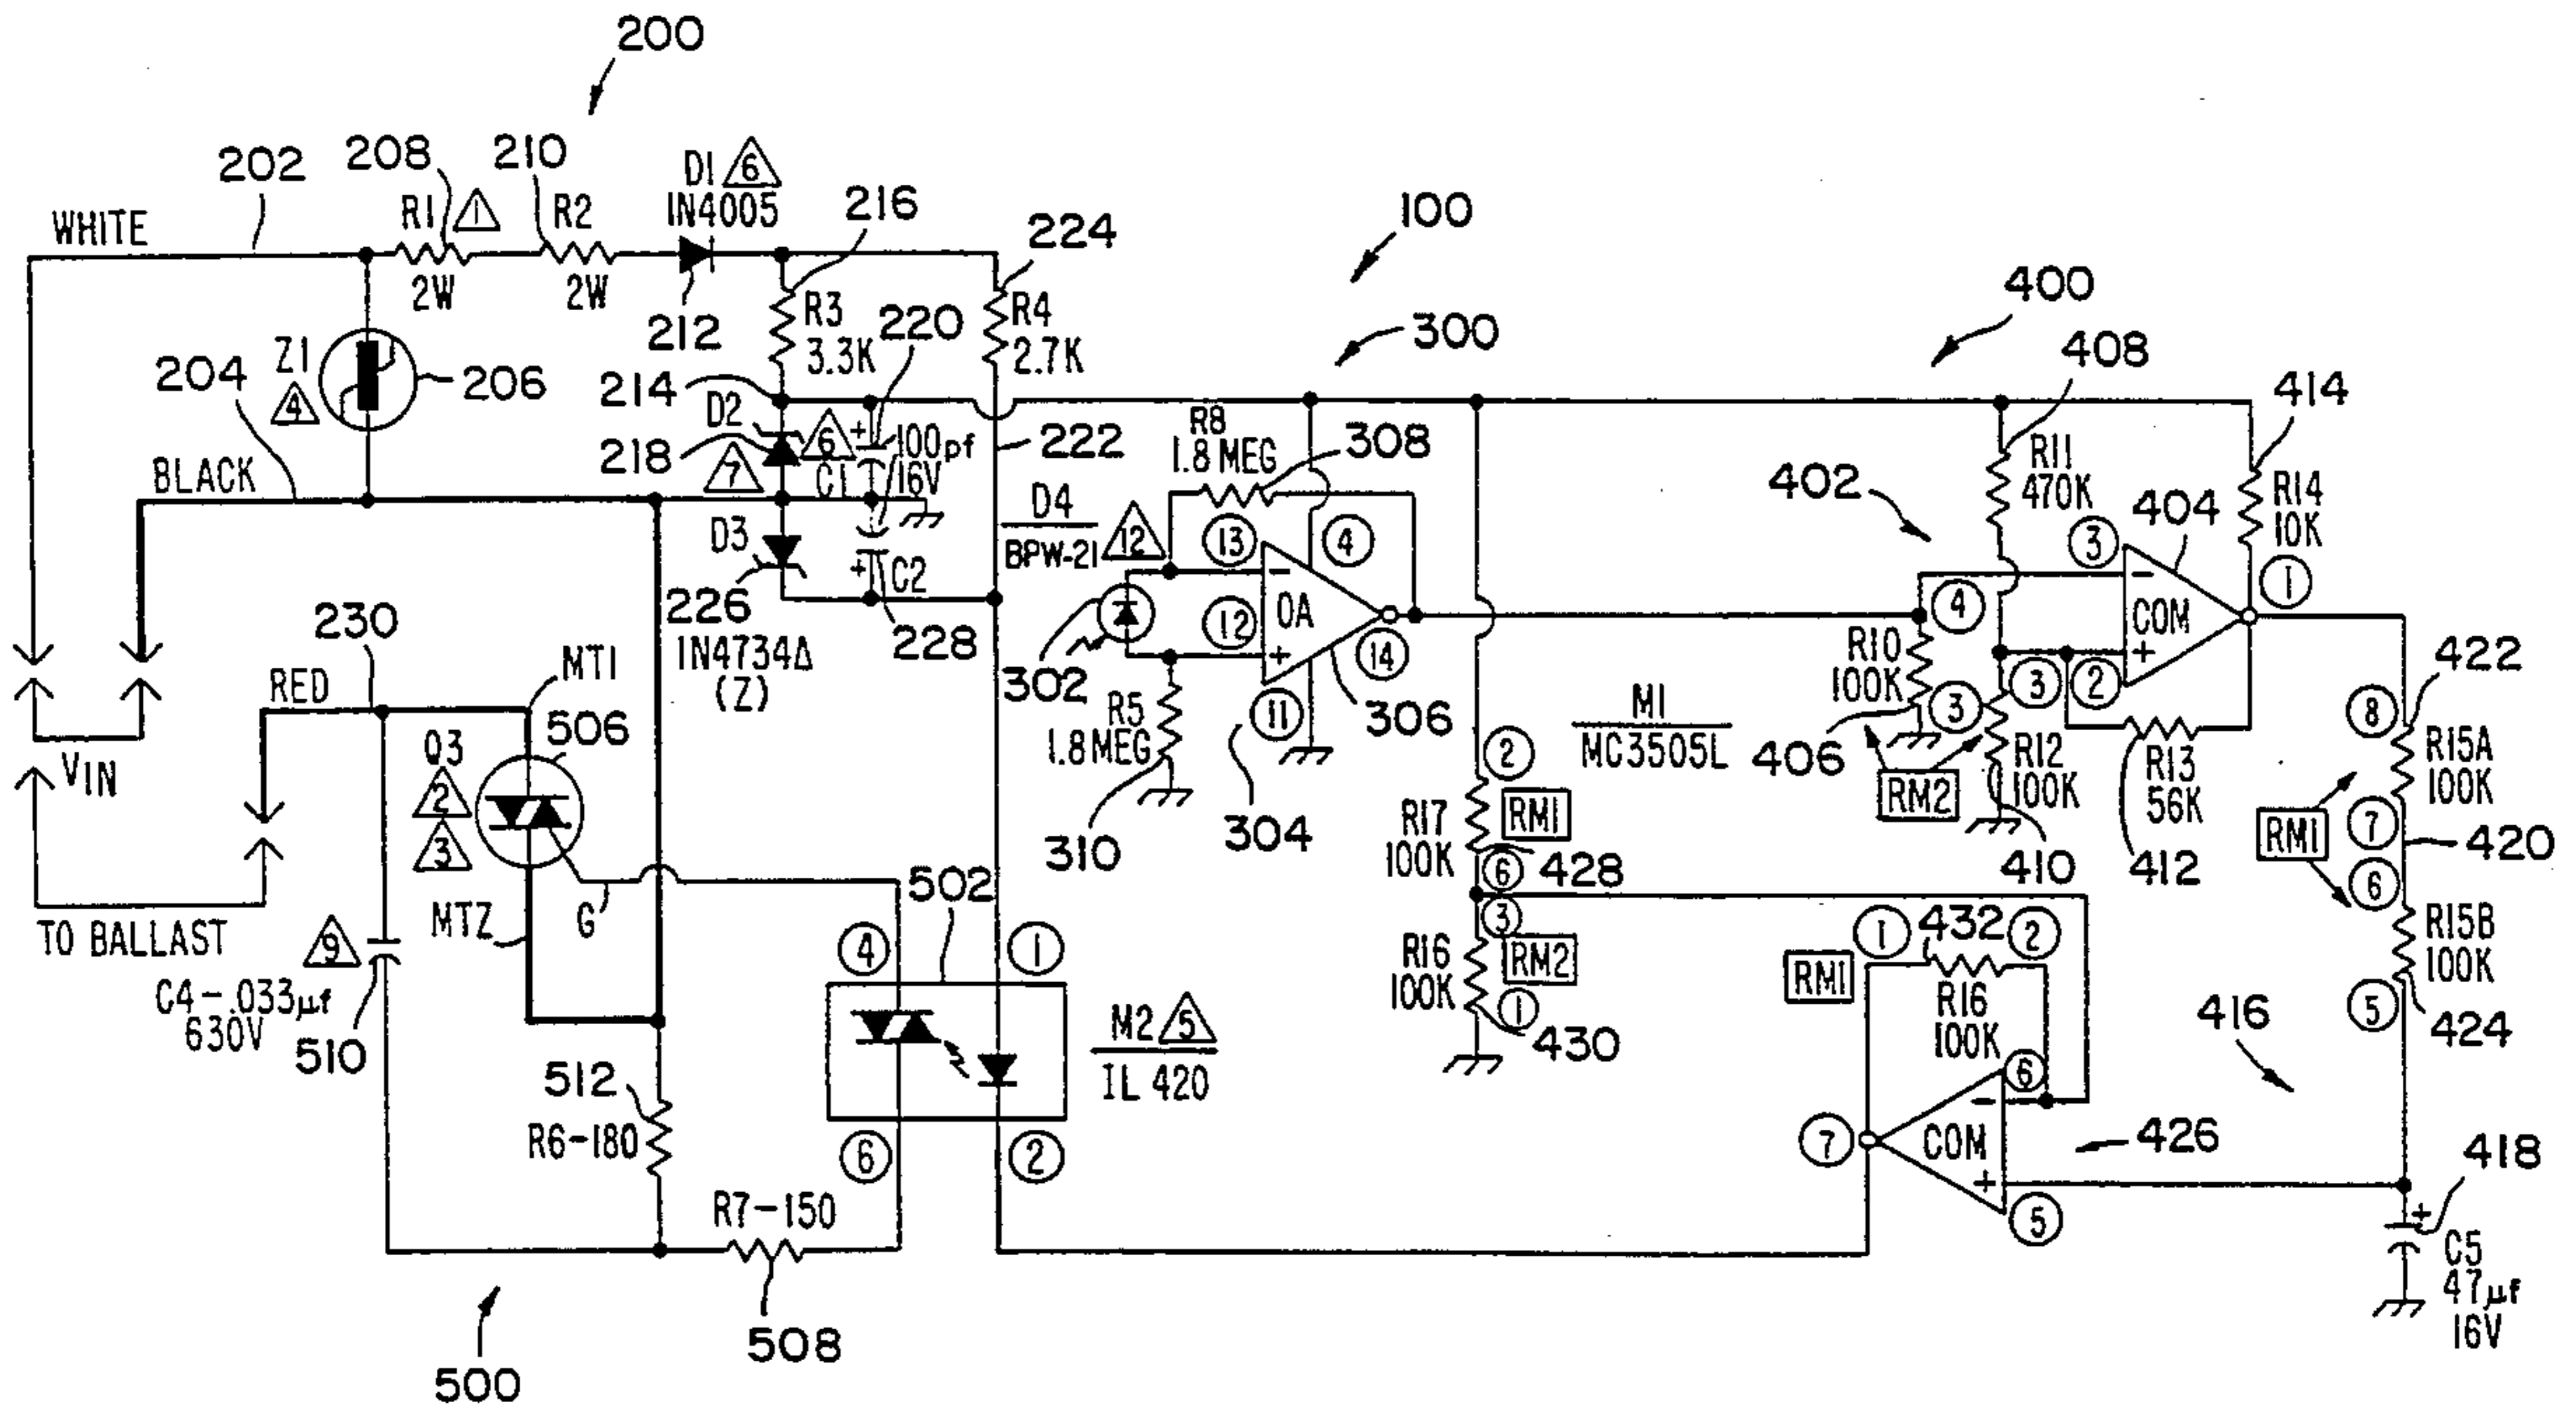 200
202
208
210
D1 6
1N4005
216
WHITE
R1 1
R2
2W
2W
212
R3
3.3K
220
224
R4
2.7K
100
300
400
408
414
Z1
4
206
204
214
D2
218
7
6
C1
+
100pf
16V
222
BLACK
R8
1.8 MEG
308
R11
470K
402
404
R14
10K
D3
226
1N4734Δ
(Z)
+
C2
228
D4
BPW-21
12
302
13
4
-
OA
12
+
14
11
306
304
R5
1.8 MEG
310
3
4
-
COM
+
1
R10
100K
406
3
3
2
RM2
R12
100K
410
R13
56K
412
M1
MC3505L
230
RED
MT1
506
Q3
2
3
VIN
TO BALLAST
MTZ
G
9
C4-.033µf
630V
510
512
R6-180
R7-150
508
500
502
4
1
6
2
M2 5
IL 420
2
R17
100K
RM1
6
428
3
R16
100K
RM2
1
430
1
432
2
RM1
R16
100K
6
-
COM
+
7
5
426
422
8
R15A
100K
7
RM1
420
6
R15B
100K
5
424
416
418
+
C5
47µf
16V